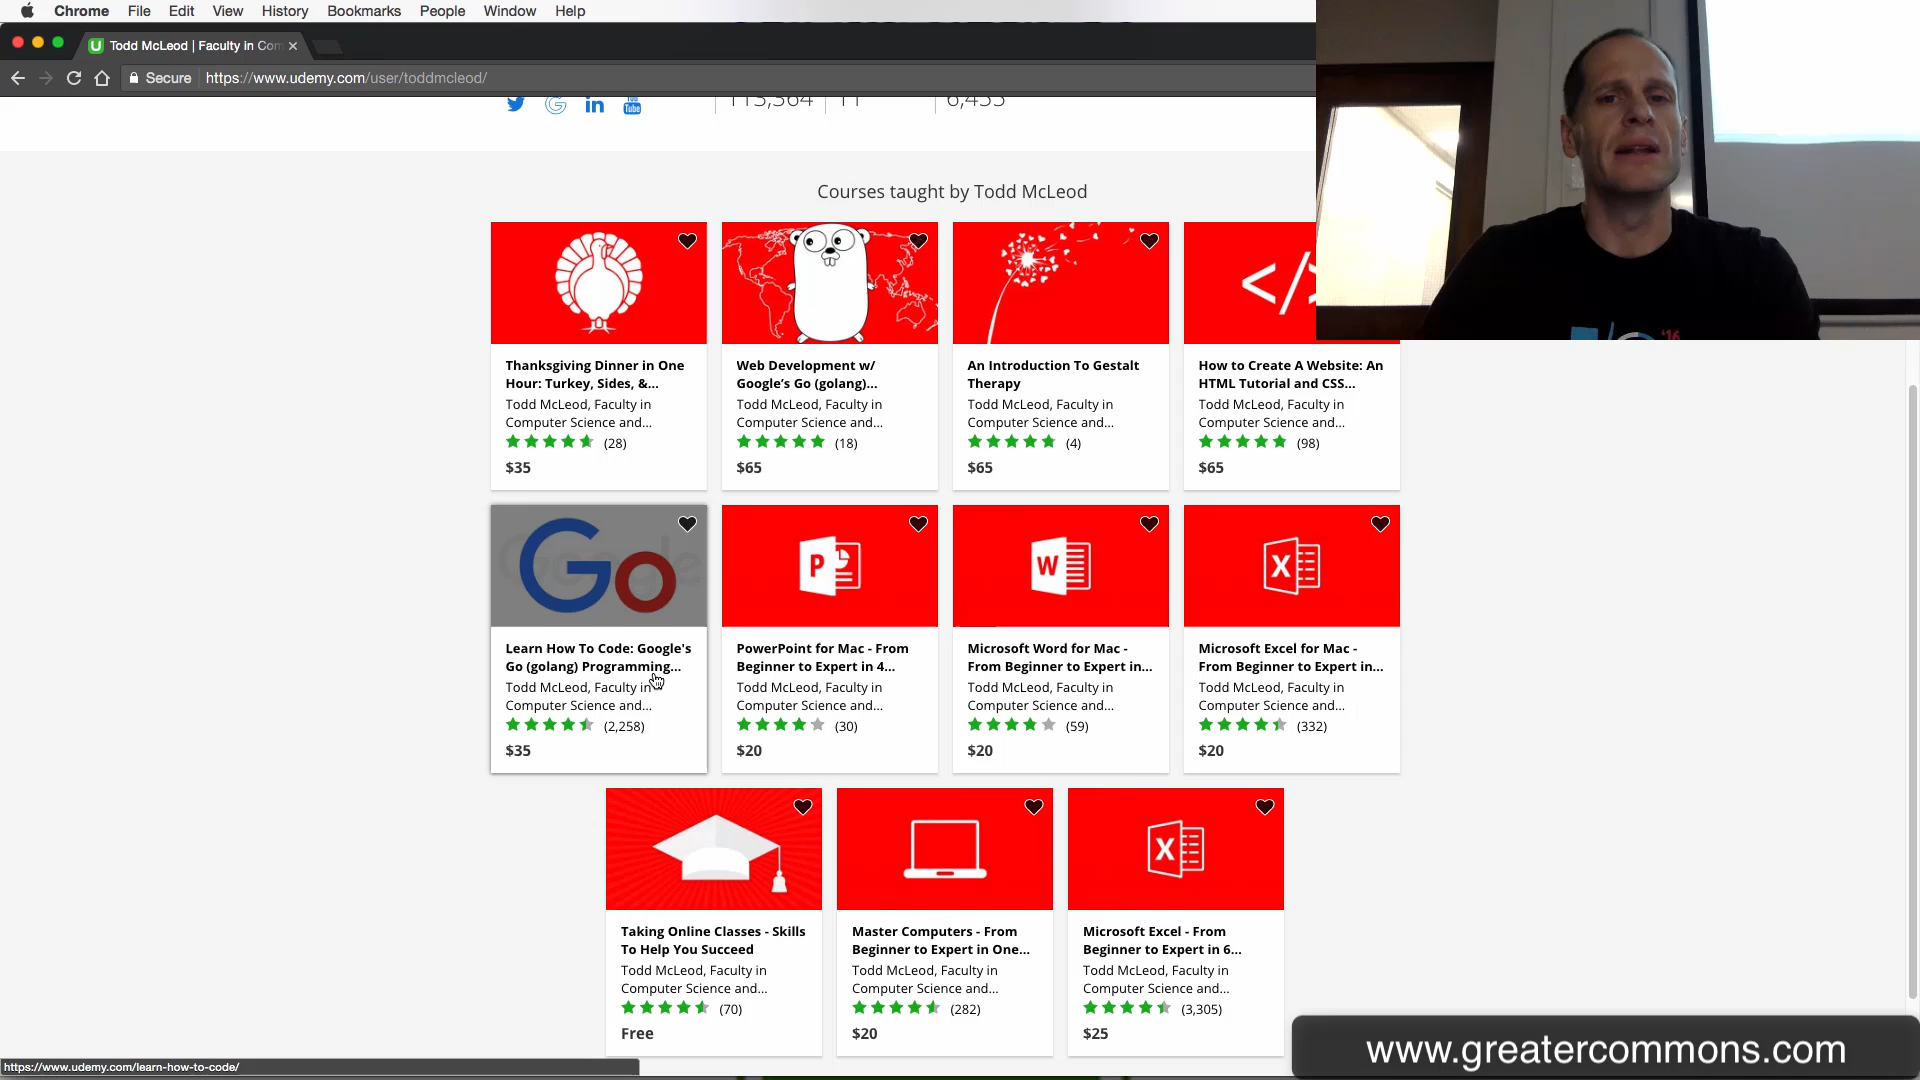 Chrome File Edit View History Bookmarks People Window Help
Todd McLeod | Faculty in Com
Secure https://www.udemy.com/user/toddmcleod/
You
Tube
113,364 11 6,455
Courses taught by Todd McLeod
</>
'16
Thanksgiving Dinner in One
Hour: Turkey, Sides, &...
Todd McLeod, Faculty in
Computer Science and...
(28)
$35
Web Development w/
Google's Go (golang)...
Todd McLeod, Faculty in
Computer Science and...
(18)
$65
An Introduction To Gestalt
Therapy
Todd McLeod, Faculty in
Computer Science and...
(4)
$65
How to Create A Website: An
HTML Tutorial and CSS...
Todd McLeod, Faculty in
Computer Science and...
(98)
$65
Go
Learn How To Code: Google's
Go (golang) Programming...
Todd McLeod, Faculty in
Computer Science and...
(2,258)
$35
P
PowerPoint for Mac - From
Beginner to Expert in 4...
Todd McLeod, Faculty in
Computer Science and...
(30)
$20
W
Microsoft Word for Mac -
From Beginner to Expert in...
Todd McLeod, Faculty in
Computer Science and...
(59)
$20
X
Microsoft Excel for Mac -
From Beginner to Expert in...
Todd McLeod, Faculty in
Computer Science and...
(332)
$20
Taking Online Classes - Skills
To Help You Succeed
Todd McLeod, Faculty in
Computer Science and...
(70)
Free
Master Computers - From
Beginner to Expert in One...
Todd McLeod, Faculty in
Computer Science and...
(282)
$20
X
Microsoft Excel - From
Beginner to Expert in 6...
Todd McLeod, Faculty in
Computer Science and...
(3,305)
$25
https://www.udemy.com/learn-how-to-code/
www.greatercommons.com